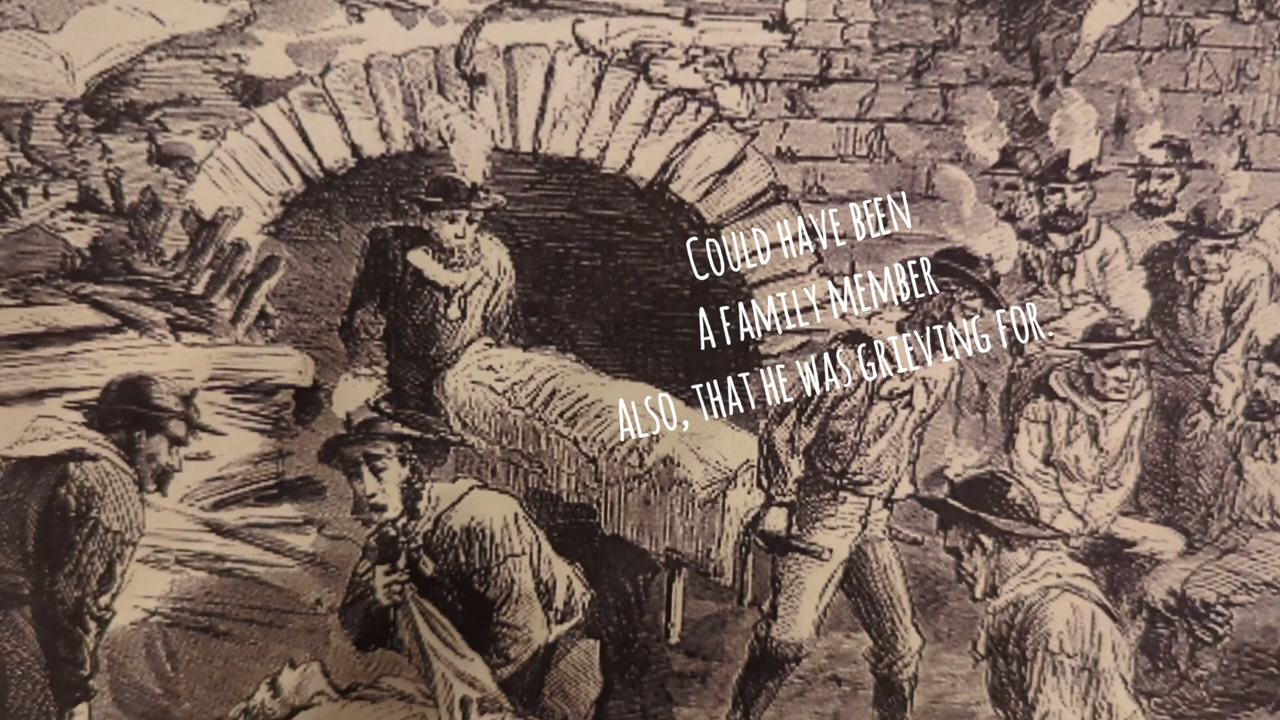 Could have been
a family member
Also, that he was grieving for.